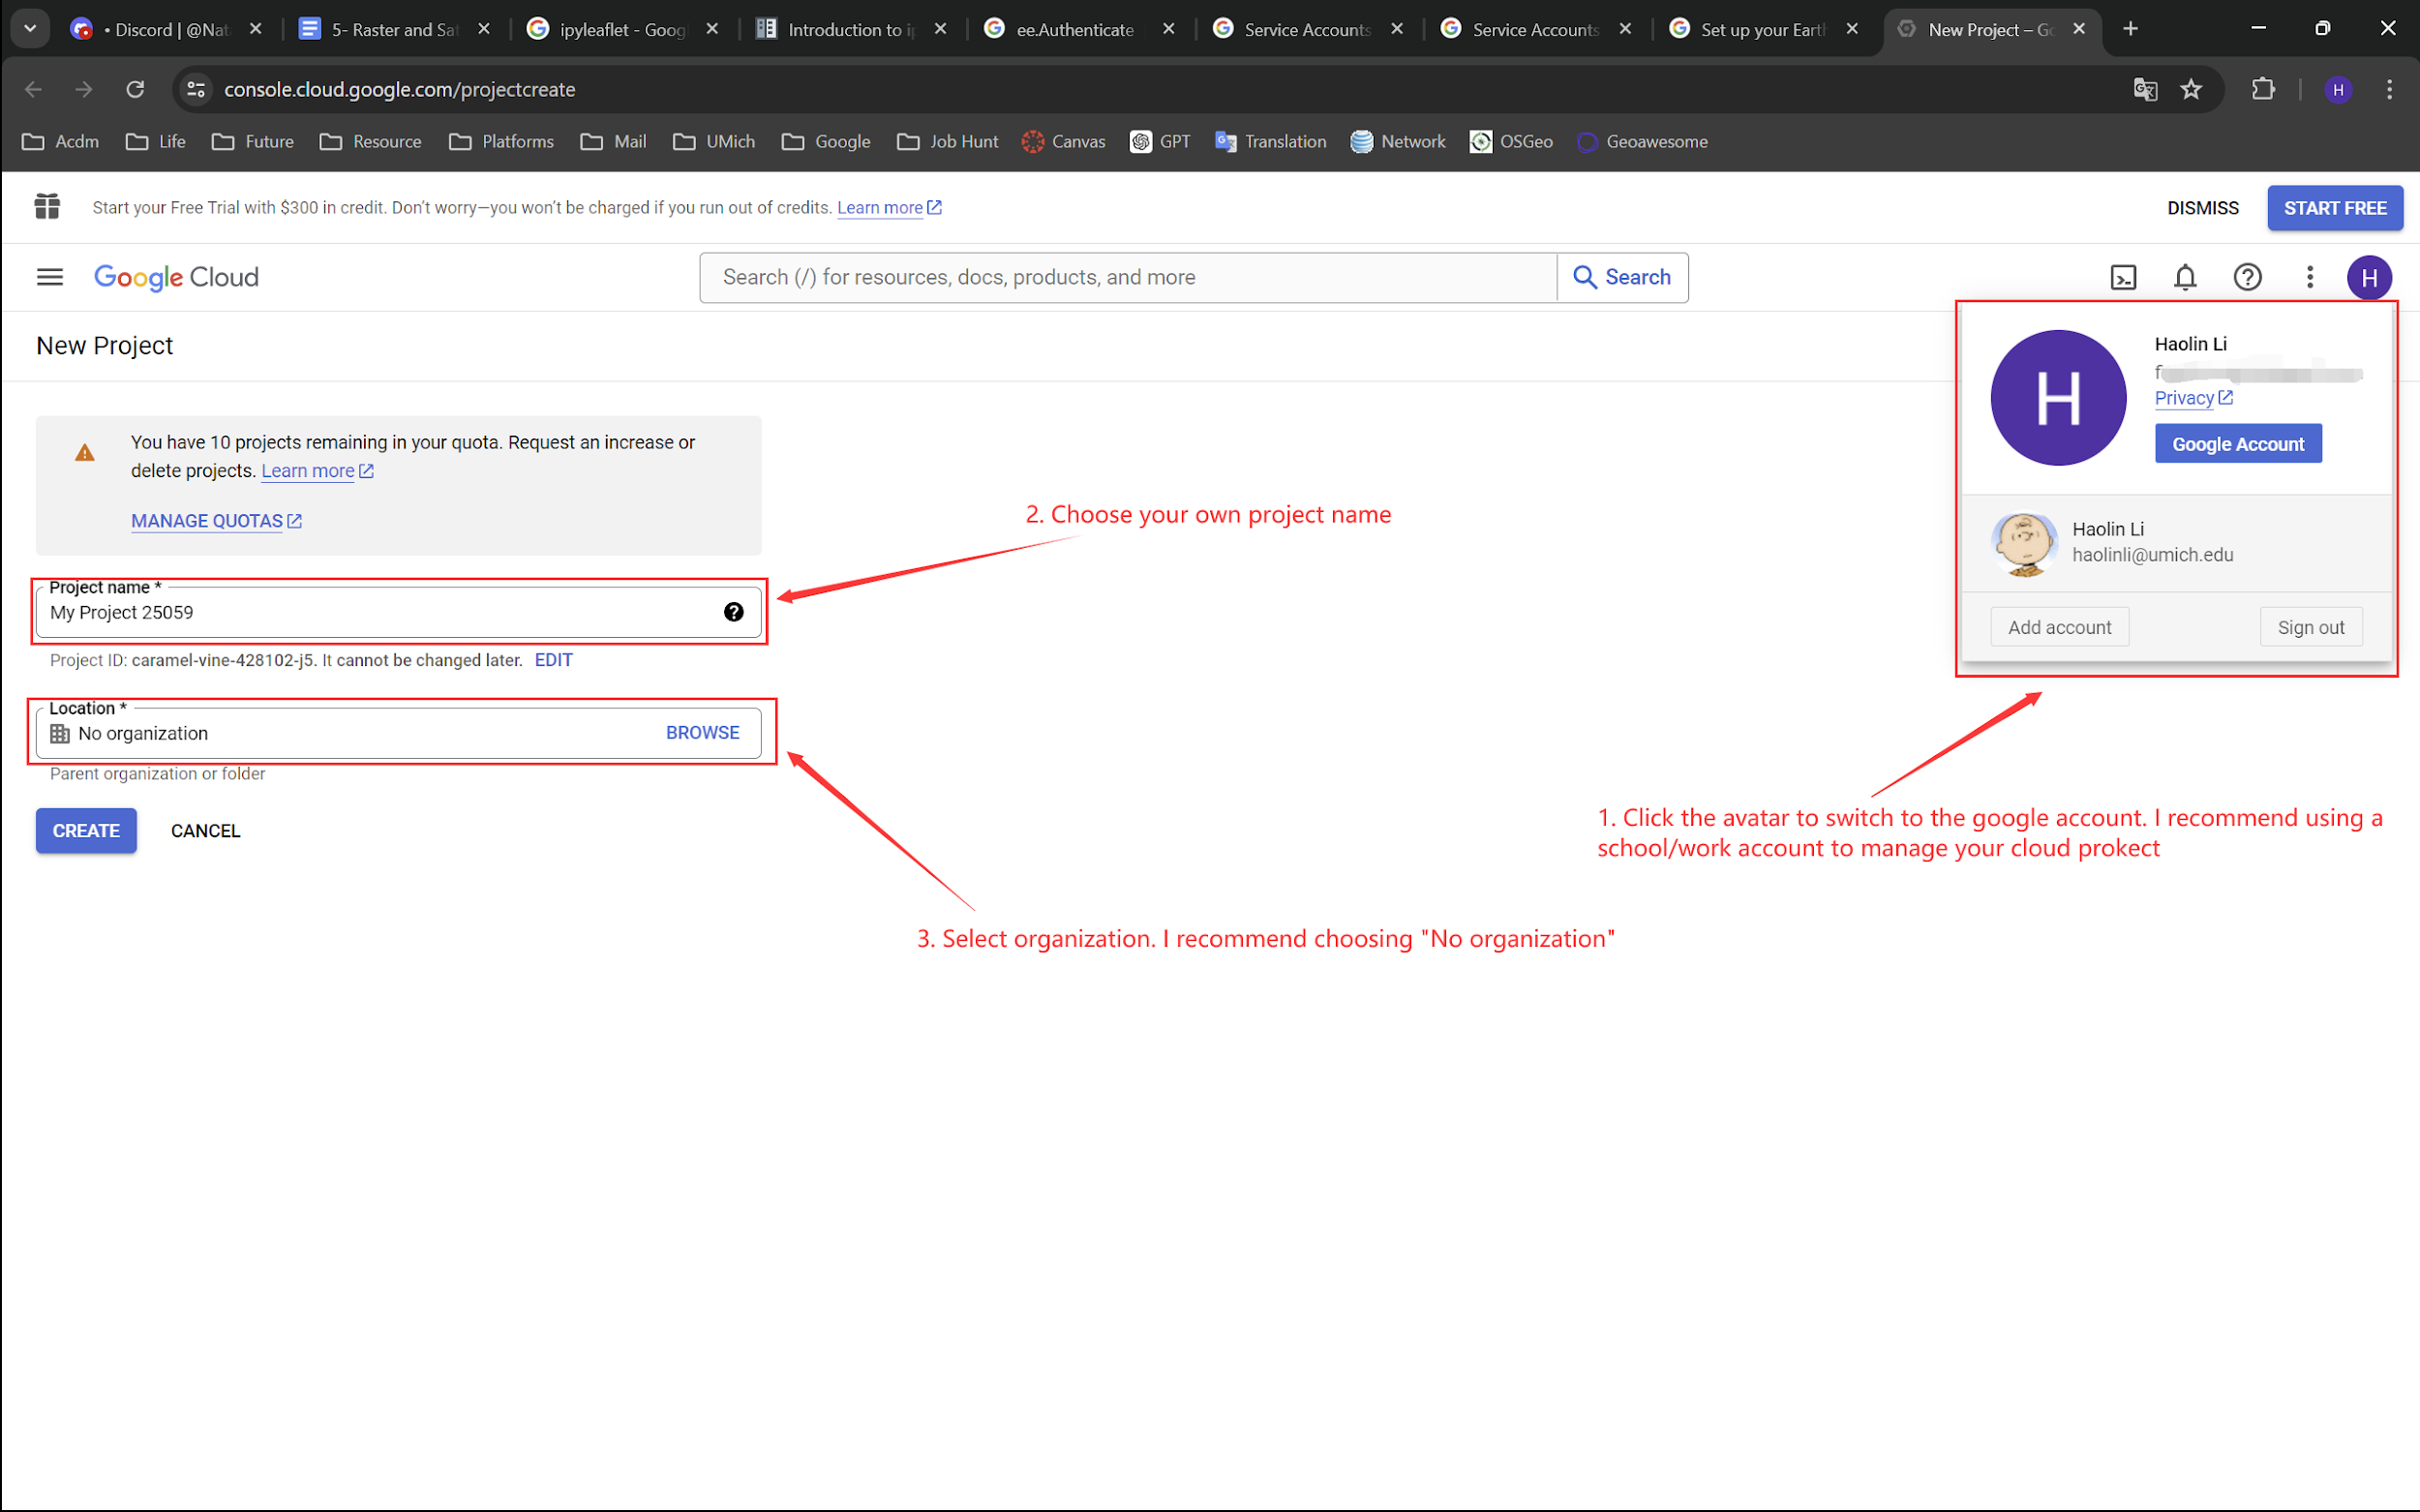 • Discord | @Nat
5- Raster and Sat
ipyleaflet - Goog
Introduction to ip
ee.Authenticate
Service Accounts
Service Accounts
Set up your Earth
New Project – Go
console.cloud.google.com/projectcreate
H
Acdm
Life
Future
Resource
Platforms
Mail
UMich
Google
Job Hunt
Canvas
GPT
Translation
Network
OSGeo
Geoawesome
Start your Free Trial with $300 in credit. Don’t worry—you won’t be charged if you run out of credits. Learn more
DISMISS
START FREE
Google Cloud
Search (/) for resources, docs, products, and more
Search
H
New Project
H
Haolin Li
f
Privacy
Google Account
Haolin Li
haolinli@umich.edu
Add account
Sign out
You have 10 projects remaining in your quota. Request an increase or
delete projects. Learn more
MANAGE QUOTAS
2. Choose your own project name
Project name *
My Project 25059
Project ID: caramel-vine-428102-j5. It cannot be changed later. EDIT
Location *
No organization
BROWSE
Parent organization or folder
CREATE
CANCEL
1. Click the avatar to switch to the google account. I recommend using a
school/work account to manage your cloud prokect
3. Select organization. I recommend choosing "No organization"